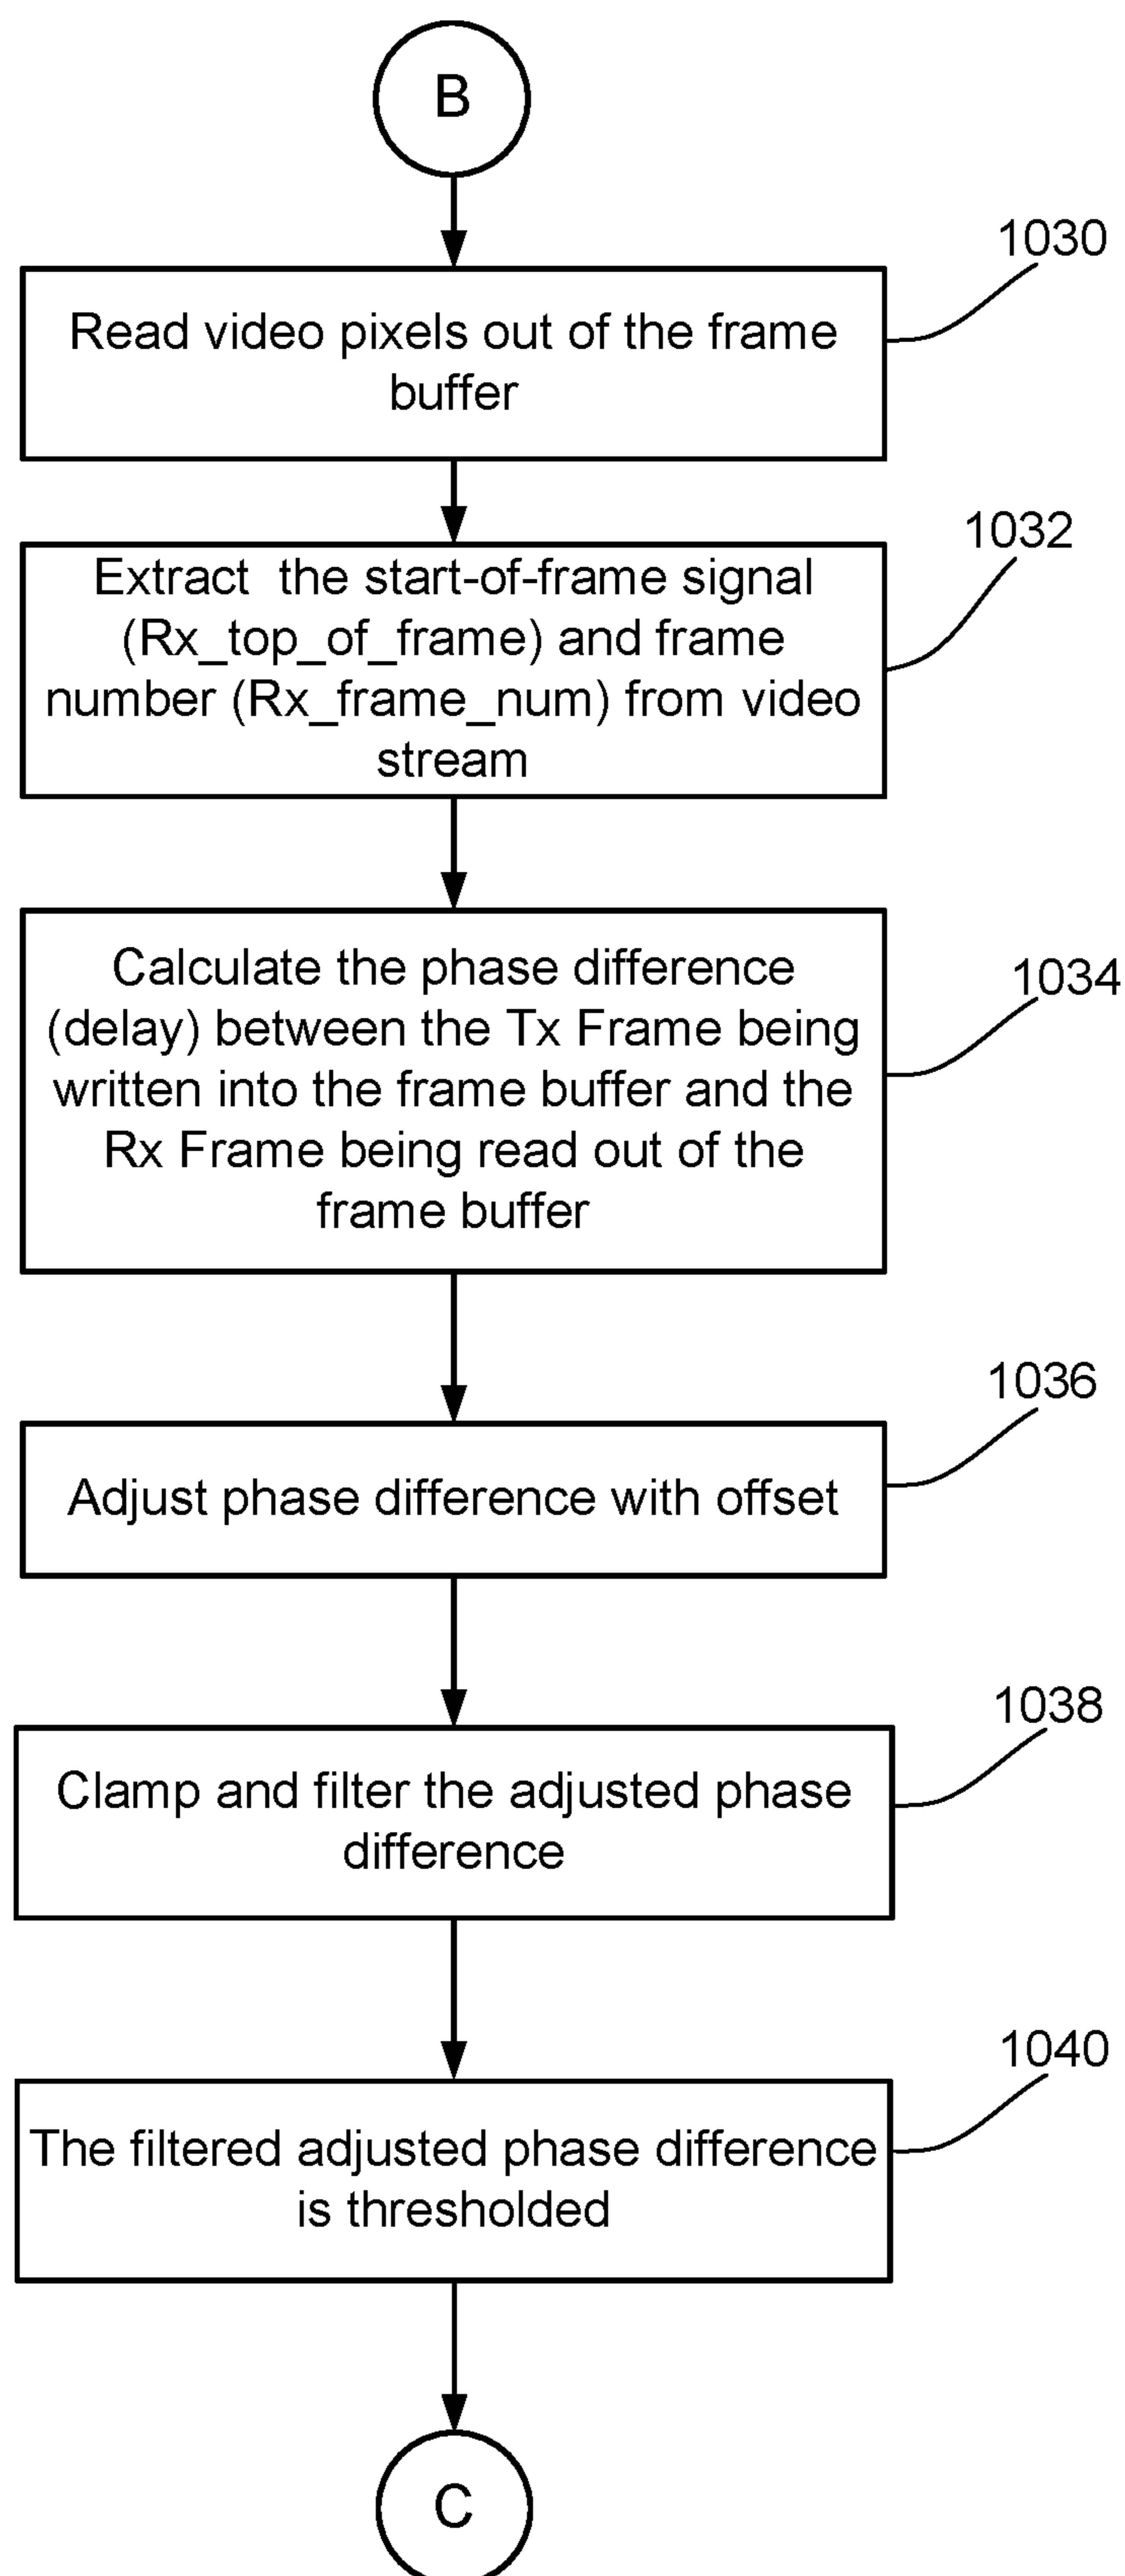 B
1030
Read video pixels out of the frame
buffer
1032
Extract the start-of-frame signal
(Rx_top_of_frame) and frame
number (Rx_frame_num) from video
stream
1034
Calculate the phase difference
(delay) between the Tx Frame being
written into the frame buffer and the
Rx Frame being read out of the
frame buffer
1036
Adjust phase difference with offset
1038
Clamp and filter the adjusted phase
difference
1040
The filtered adjusted phase difference
is thresholded
C